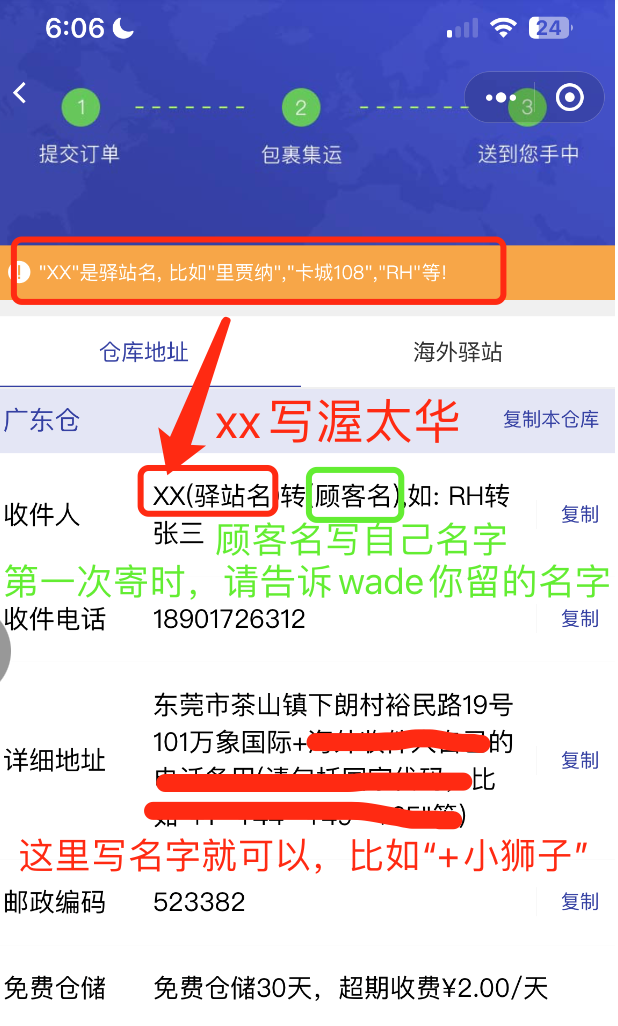 6:06
24
1
2
3
提交订单
包裹集运
送到您手中
"XX"是驿站名, 比如"里贾纳","卡城108","RH"等!
仓库地址
海外驿站
广东仓
xx写渥太华
复制本仓库
收件人
XX(驿站名)转(顾客名),如: RH转
张三
复制
顾客名写自己名字
第一次寄时，请告诉wade你留的名字
收件电话
18901726312
复制
东莞市茶山镇下朗村裕民路19号
101万象国际+
的
详细地址
比
复制
这里写名字就可以，比如“+小狮子”
邮政编码
523382
复制
免费仓储
免费仓储30天，超期收费¥2.00/天